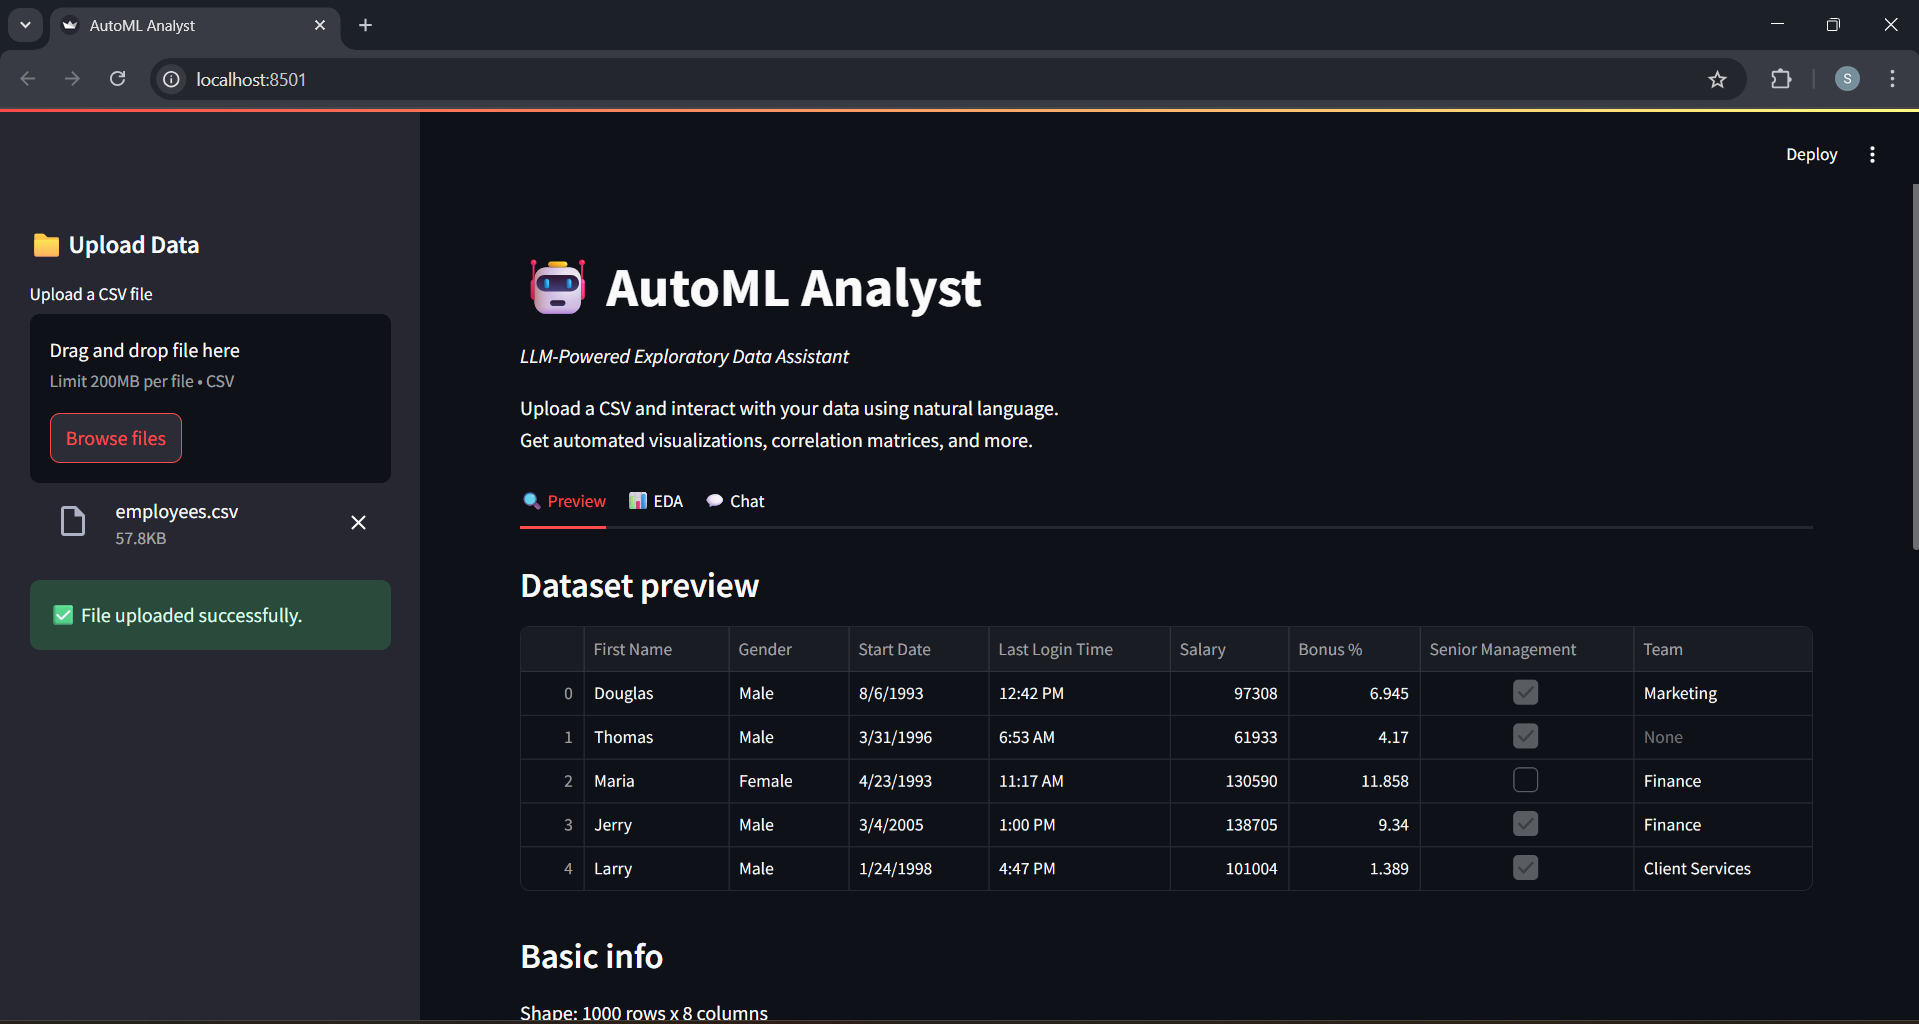 AutoML Analyst
localhost:8501
S
Deploy
Upload Data
Upload a CSV file
Drag and drop file here
Limit 200MB per file • CSV
Browse files
employees.csv
57.8KB
File uploaded successfully.
AutoML Analyst
LLM-Powered Exploratory Data Assistant
Upload a CSV and interact with your data using natural language.
Get automated visualizations, correlation matrices, and more.
Preview EDA Chat
Dataset preview
First Name Gender Start Date Last Login Time Salary Bonus % Senior Management Team
0 Douglas Male 8/6/1993 12:42 PM 97308 6.945 Marketing
1 Thomas Male 3/31/1996 6:53 AM 61933 4.17 None
2 Maria Female 4/23/1993 11:17 AM 130590 11.858 Finance
3 Jerry Male 3/4/2005 1:00 PM 138705 9.34 Finance
4 Larry Male 1/24/1998 4:47 PM 101004 1.389 Client Services
Basic info
Shape: 1000 rows x 8 columns